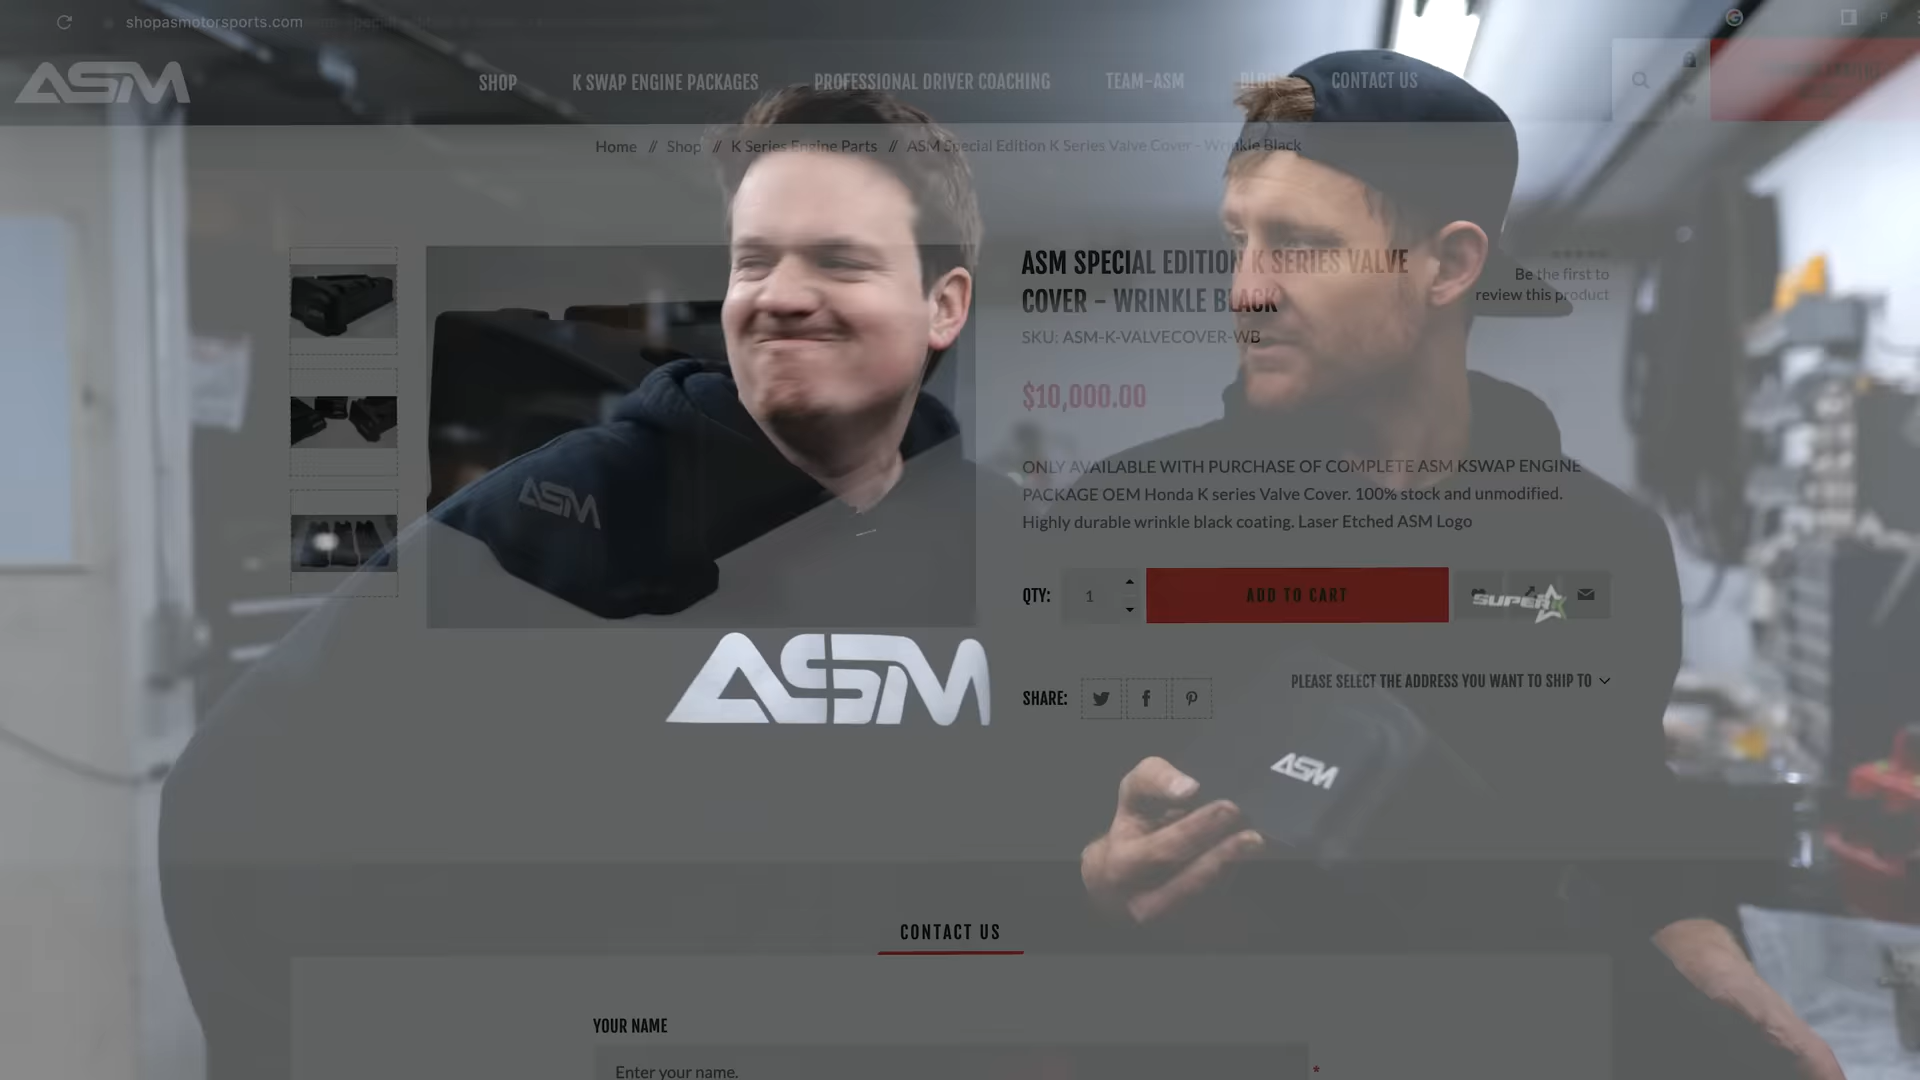 shopasmotorsports.com
ASM
SHOP
K SWAP ENGINE PACKAGES
PROFESSIONAL DRIVER COACHING
TEAM-ASM
BLOG
CONTACT US
Home // Shop // K Series Engine Parts // ASM Special Edition K Series Valve Cover - Wrinkle Black
ASM SPECIAL EDITION K SERIES VALVE
COVER - WRINKLE BLACK
Be the first to
review this product
SKU: ASM-K-VALVECOVER-WB
$10,000.00
ONLY AVAILABLE WITH PURCHASE OF COMPLETE ASM KSWAP ENGINE
PACKAGE OEM Honda K series Valve Cover. 100% stock and unmodified.
Highly durable wrinkle black coating. Laser Etched ASM Logo
ASM
QTY:
1
ADD TO CART
SUPER K
ASM
SHARE:
PLEASE SELECT THE ADDRESS YOU WANT TO SHIP TO
ASM
CONTACT US
YOUR NAME
Enter your name.
*